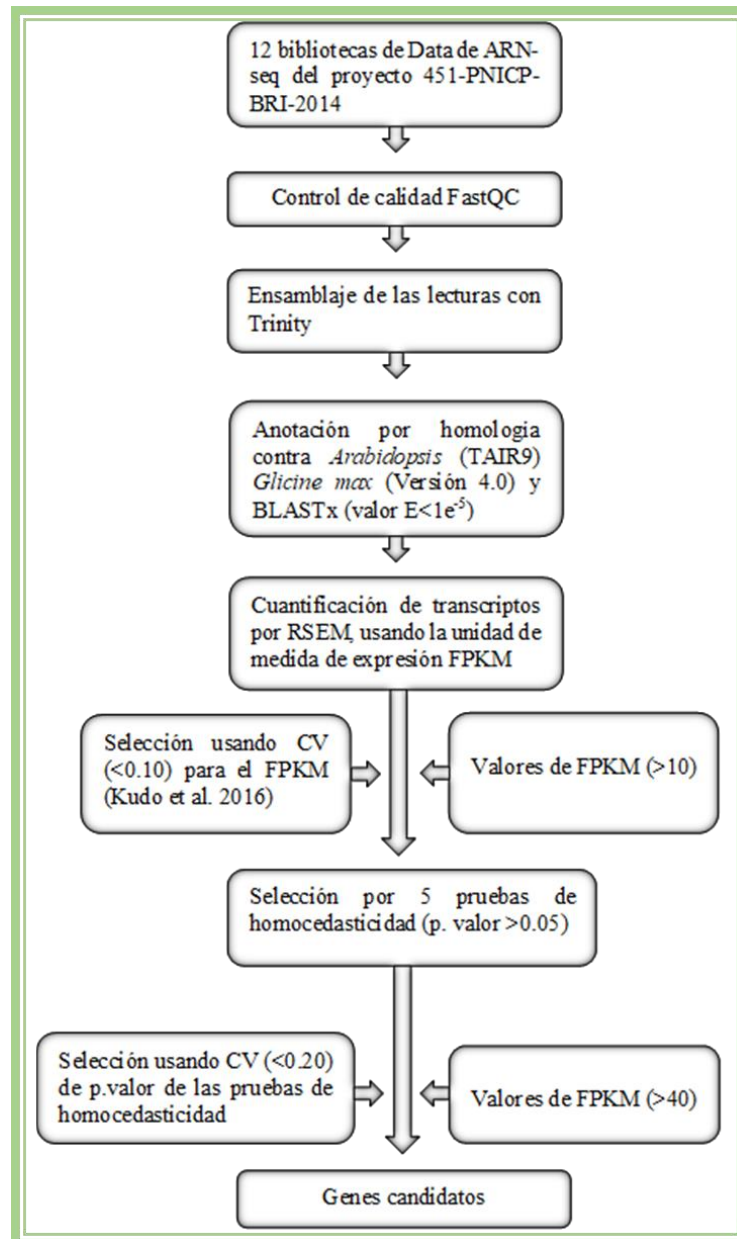 12 bibliotecas de Data de ARN-
seq del proyecto 451-PNICP-
BRI-2014
Control de calidad FastQC
Ensamblaje de las lecturas con
Trinity
Anotación por homologia
contra Arabidopsis (TAIR9)
Glicine max (Versión 4.0) y
BLASTx (valor E<1e-5)
Cuantificación de transcriptos
por RSEM, usando la unidad de
medida de expresión FPKM
Selección usando CV
(<0.10) para el FPKM
(Kudo et al. 2016)
Valores de FPKM (>10)
Selección por 5 pruebas de
homocedasticidad (p. valor >0.05)
Selección usando CV (<0.20)
de p.valor de las pruebas de
homocedasticidad
Valores de FPKM (>40)
Genes candidatos